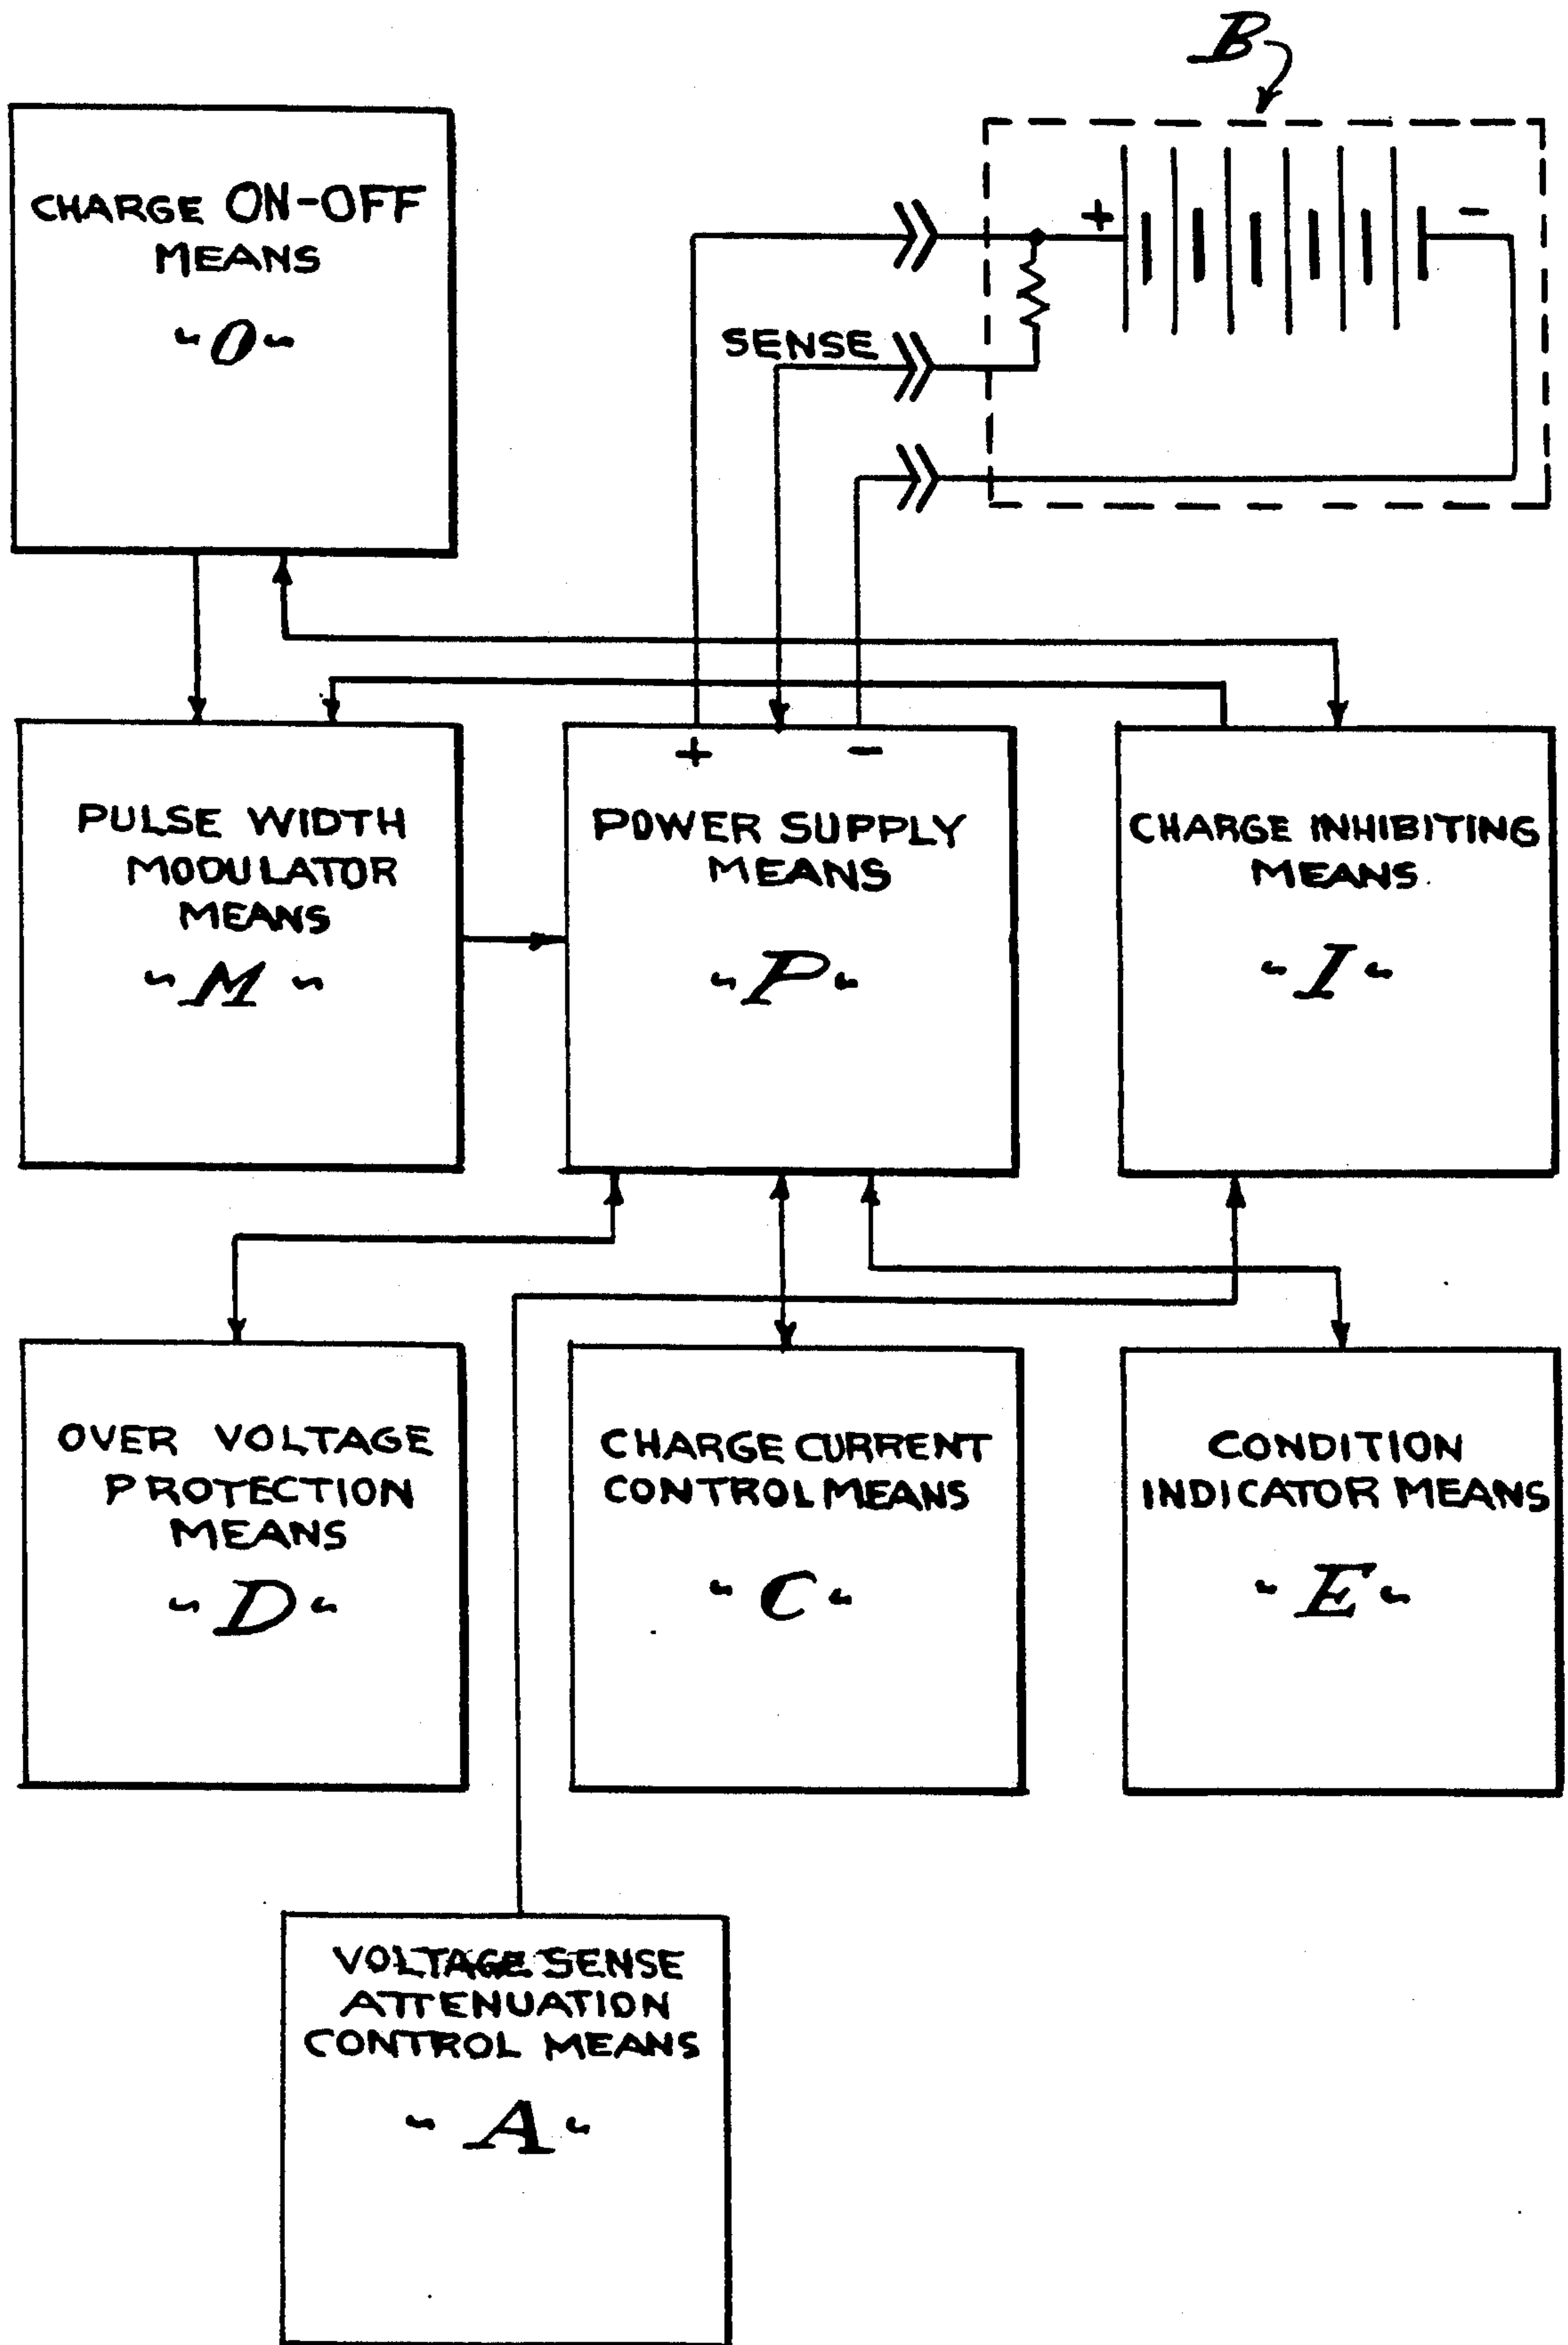 B
CHARGE ON-OFF
MEANS
~O~
+
-
SENSE
+
-
PULSE WIDTH
MODULATOR
MEANS
~M~
POWER SUPPLY
MEANS
~P~
CHARGE INHIBITING
MEANS
~I~
OVER VOLTAGE
PROTECTION
MEANS
~D~
CHARGE CURRENT
CONTROL MEANS
~C~
CONDITION
INDICATOR MEANS
~E~
VOLTAGE SENSE
ATTENUATION
CONTROL MEANS
~A~